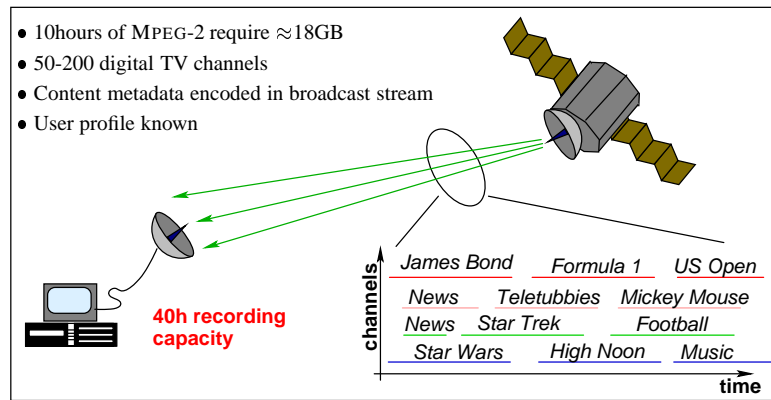 • 10hours of MPEG-2 require ≈18GB
• 50-200 digital TV channels
• Content metadata encoded in broadcast stream
• User profile known
40h recording
capacity
channels
James Bond Formula 1 US Open
News Teletubbies Mickey Mouse
News Star Trek Football
Star Wars High Noon Music
time